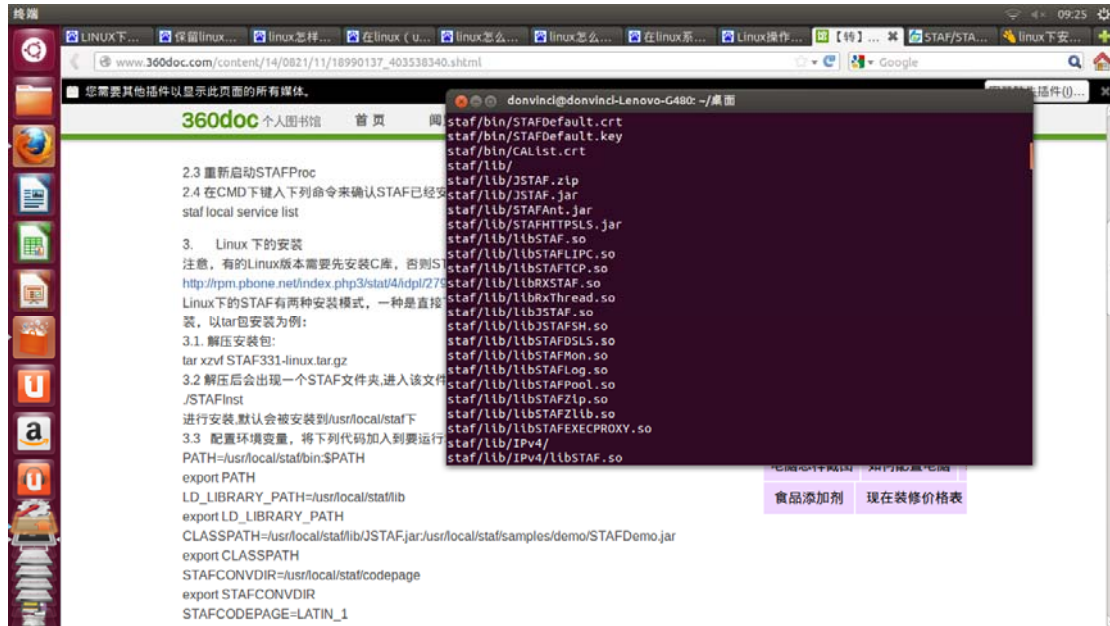 终端
09:25
LINUX下...
保留linux...
linux怎样...
在linux ( u...
linux怎么...
linux怎么...
在linux系...
Linux操作...
【转】 ...
STAF/STA...
linux下安...
www.360doc.com/content/14/0821/11/18990137_403538340.shtml
Google
您需要其他插件以显示此页面的所有媒体。
插件(I)...
360doc 个人图书馆 首 页
2.3 重新启动STAFProc
2.4 在CMD下键入下列命令来确认STAF已经安
staf local service list
3. Linux 下的安装
注意，有的Linux版本需要先安装C库，否则ST
http://rpm.pbone.net/index.php3/stat/4/idpl/279
Linux下的STAF有两种安装模式，一种是直接
装，以tar包安装为例：
3.1. 解压安装包:
tar xzvf STAF331-linux.tar.gz
3.2 解压后会出现一个STAF文件夹,进入该文件
./STAFInst
进行安装,默认会被安装到/usr/local/staf下
3.3 配置环境变量，将下列代码加入到要运行
PATH=/usr/local/staf/bin:$PATH
export PATH
LD_LIBRARY_PATH=/usr/local/staf/lib
export LD_LIBRARY_PATH
CLASSPATH=/usr/local/staf/lib/JSTAF.jar:/usr/local/staf/samples/demo/STAFDemo.jar
export CLASSPATH
STAFCONVDIR=/usr/local/staf/codepage
export STAFCONVDIR
STAFCODEPAGE=LATIN_1
donvinci@donvinci-Lenovo-G480: ~/桌面
staf/bin/STAFDefault.crt
staf/bin/STAFDefault.key
staf/bin/CAList.crt
staf/lib/
staf/lib/JSTAF.zip
staf/lib/JSTAF.jar
staf/lib/STAFAnt.jar
staf/lib/STAFHTTPSLS.jar
staf/lib/libSTAF.so
staf/lib/libSTAFLIPC.so
staf/lib/libSTAFTCP.so
staf/lib/libRXSTAF.so
staf/lib/libRxThread.so
staf/lib/libJSTAF.so
staf/lib/libJSTAFSH.so
staf/lib/libSTAFDSLS.so
staf/lib/libSTAFMon.so
staf/lib/libSTAFLog.so
staf/lib/libSTAFPool.so
staf/lib/libSTAFZip.so
staf/lib/libSTAFZlib.so
staf/lib/libSTAFEXECPROXY.so
staf/lib/IPv4/
staf/lib/IPv4/libSTAF.so
电脑怎样截图 如何配置电脑
食品添加剂 现在装修价格表